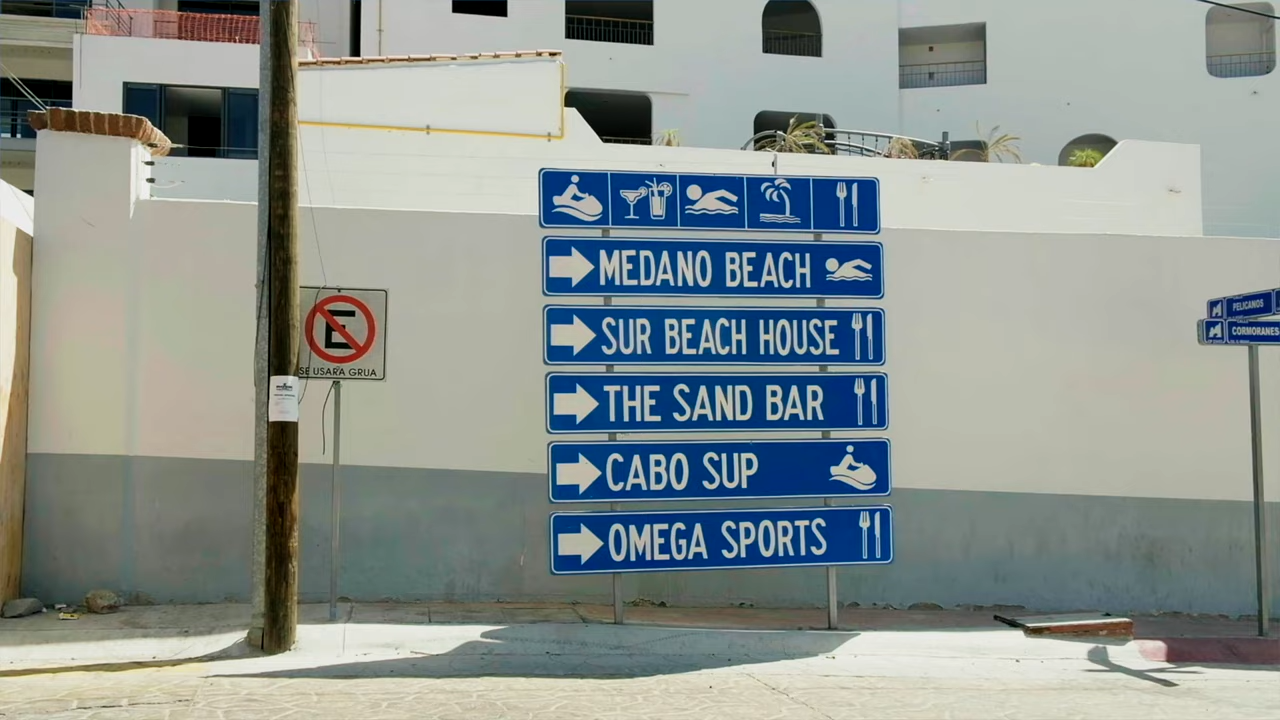 MEDANO BEACH
SUR BEACH HOUSE
THE SAND BAR
CABO SUP
OMEGA SPORTS
E
SE USARA GRUA
PELICANOS
CORMORANES